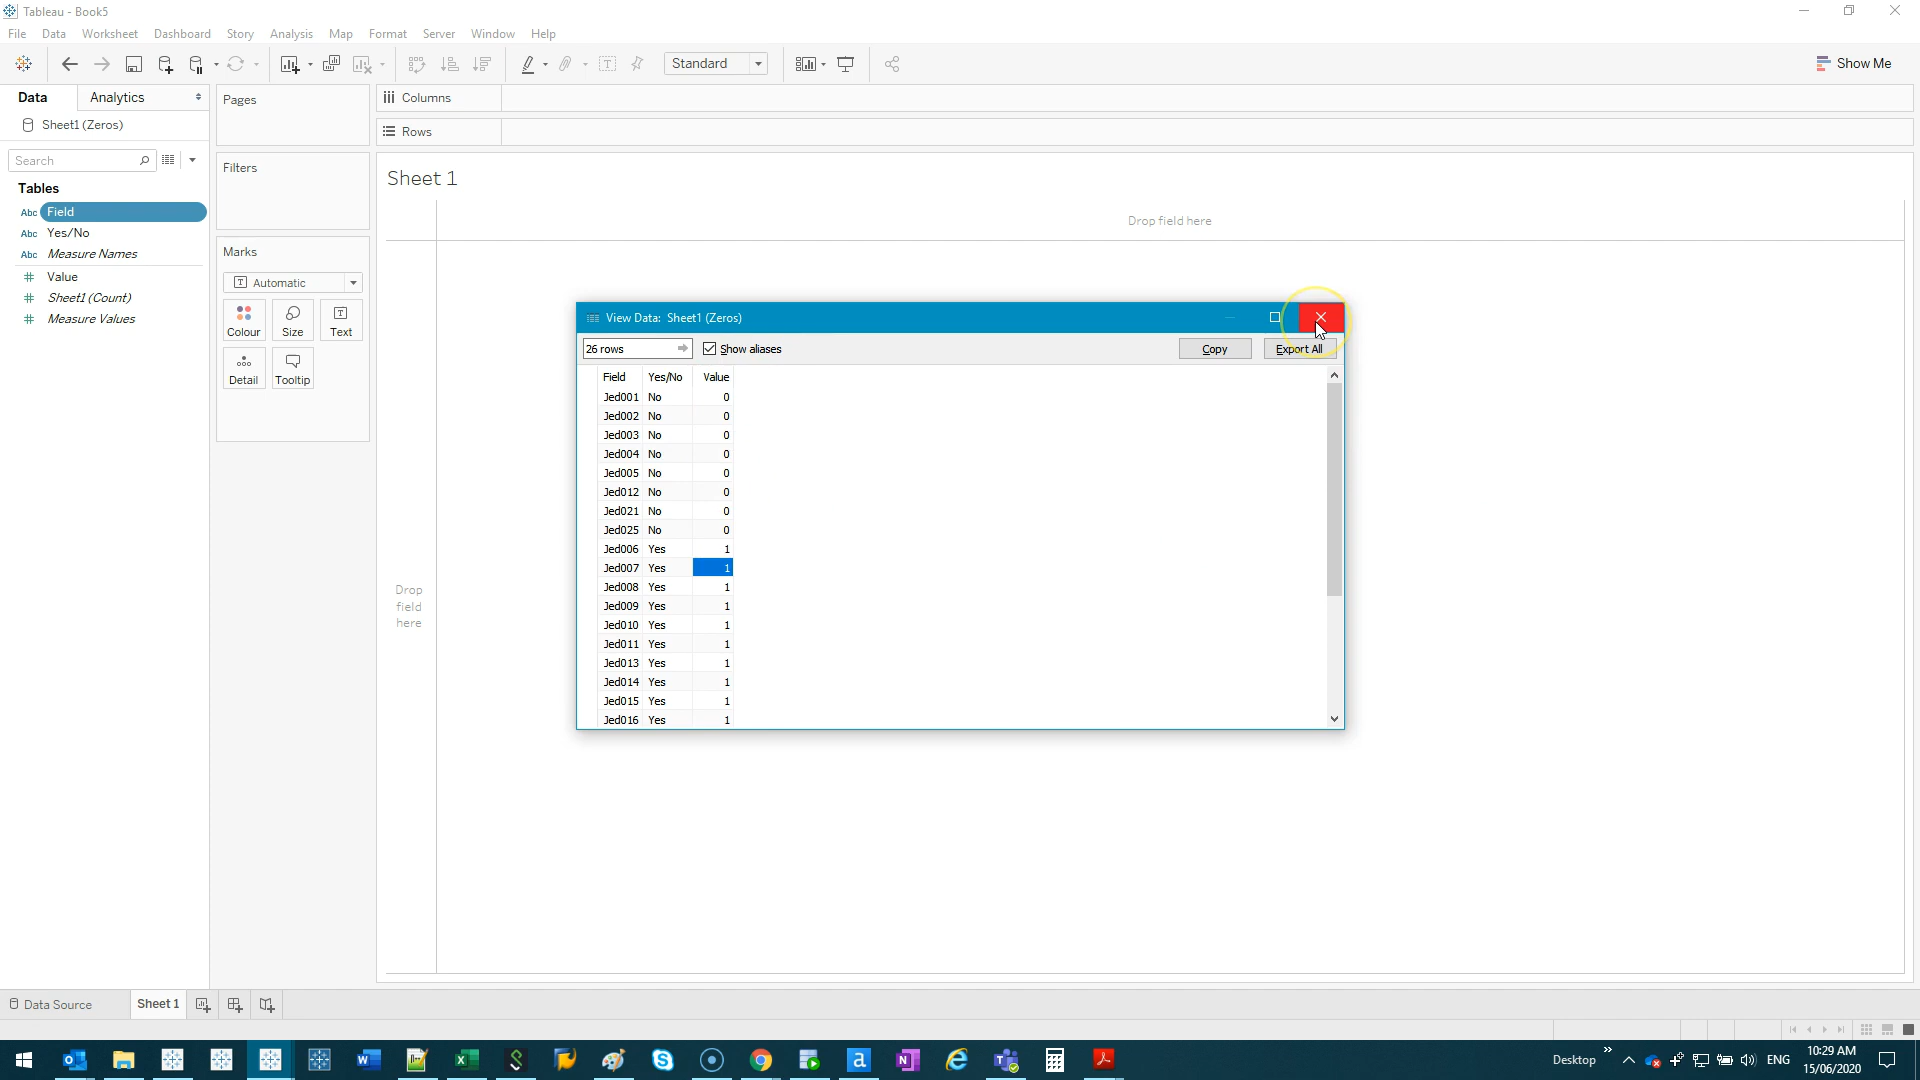 Tableau - Book5
File Data Worksheet Dashboard Story Analysis Map Format Server Window Help
Standard
Show Me
Data Analytics
Pages
Columns
Sheet1 (Zeros)
Rows
Search
Filters
Sheet 1
Tables
Abc Field
Drop field here
Abc Yes/No
Abc Measure Names
Marks
# Value
Automatic
# Sheet1 (Count)
# Measure Values
Colour Size Text
Detail Tooltip
View Data: Sheet1 (Zeros)
26 rows Show aliases Copy Export All
Field Yes/No Value
Jed001 No 0
Jed002 No 0
Jed003 No 0
Jed004 No 0
Jed005 No 0
Jed012 No 0
Jed021 No 0
Jed025 No 0
Jed006 Yes 1
Jed007 Yes 1
Jed008 Yes 1
Jed009 Yes 1
Jed010 Yes 1
Jed011 Yes 1
Jed013 Yes 1
Jed014 Yes 1
Jed015 Yes 1
Jed016 Yes 1
Drop
field
here
Data Source Sheet 1
Desktop ENG
10:29 AM
15/06/2020